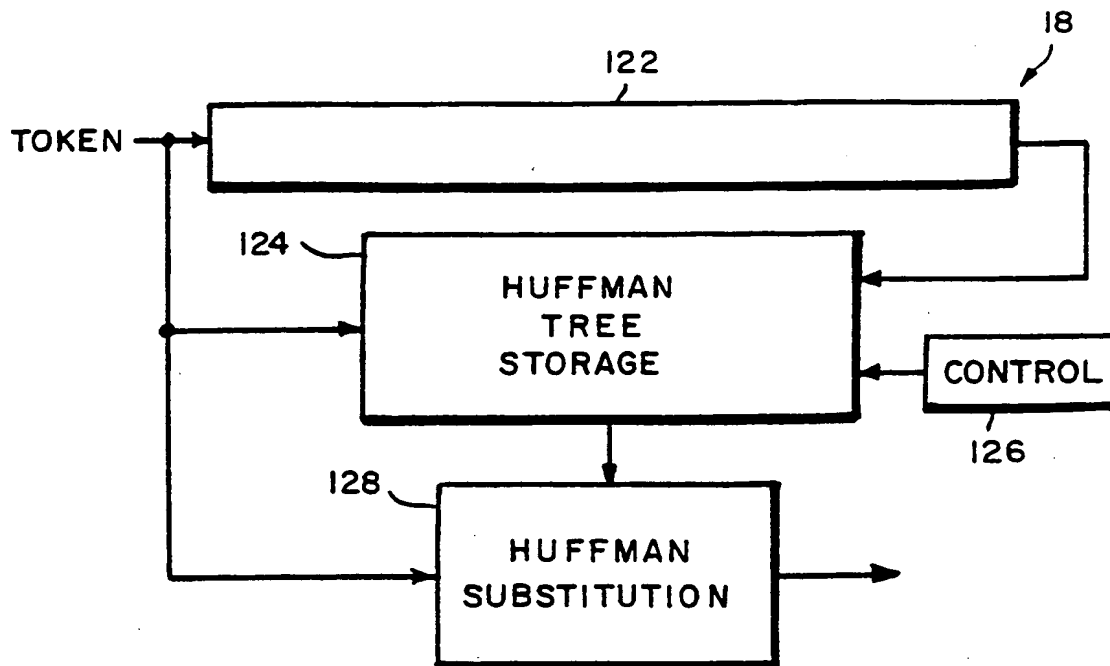 18
122
TOKEN
124
HUFFMAN
TREE
STORAGE
CONTROL
126
128
HUFFMAN
SUBSTITUTION